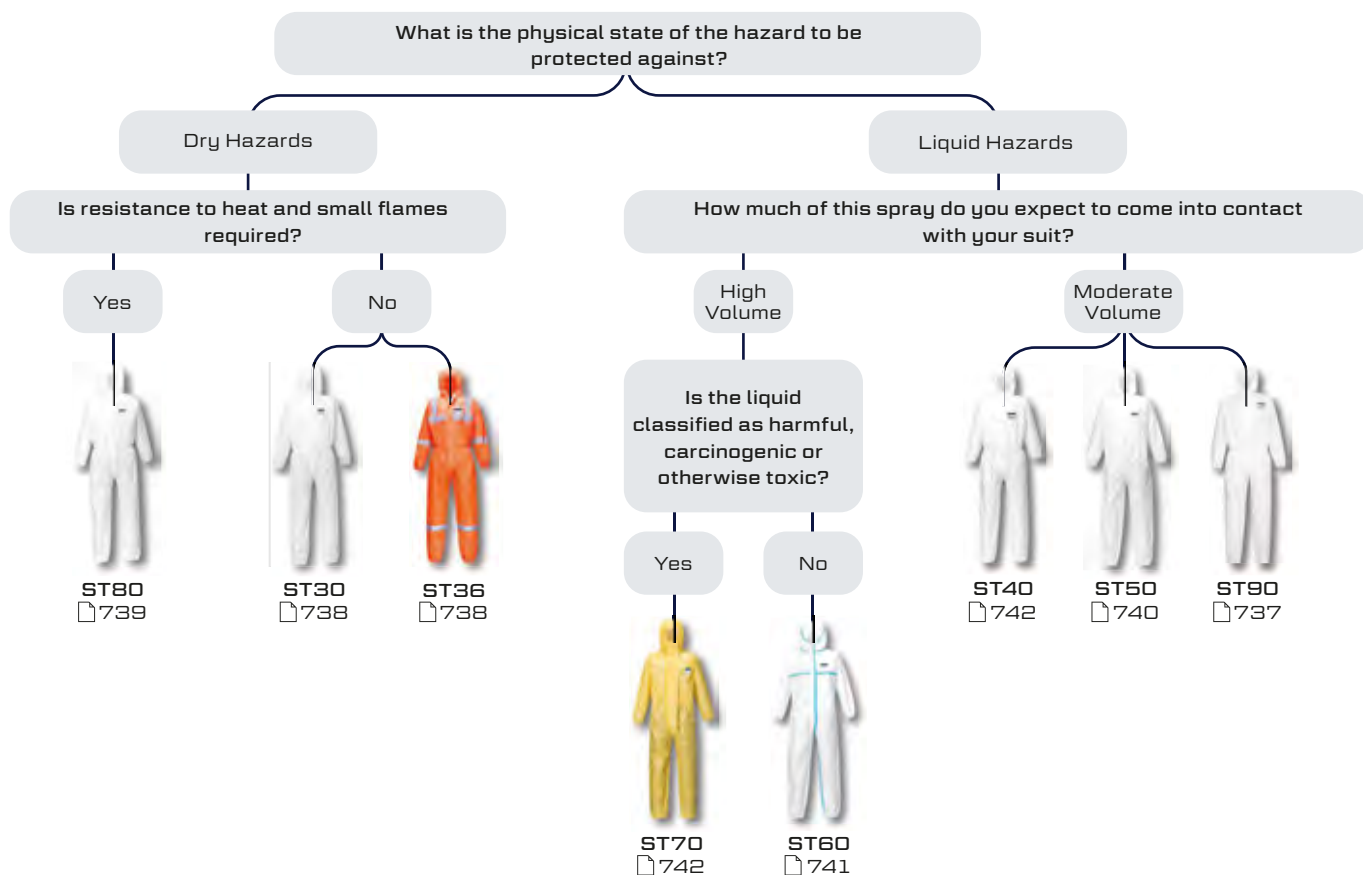 What is the physical state of the hazard to be
protected against?
Dry Hazards
Liquid Hazards
Is resistance to heat and small flames
required?
How much of this spray do you expect to come into contact
with your suit?
Yes
No
High
Volume
Moderate
Volume
Is the liquid
classified as harmful,
carcinogenic or
otherwise toxic?
Yes
No
ST80
739
ST30
738
ST36
738
ST40
742
ST50
740
ST90
737
ST70
742
ST60
741